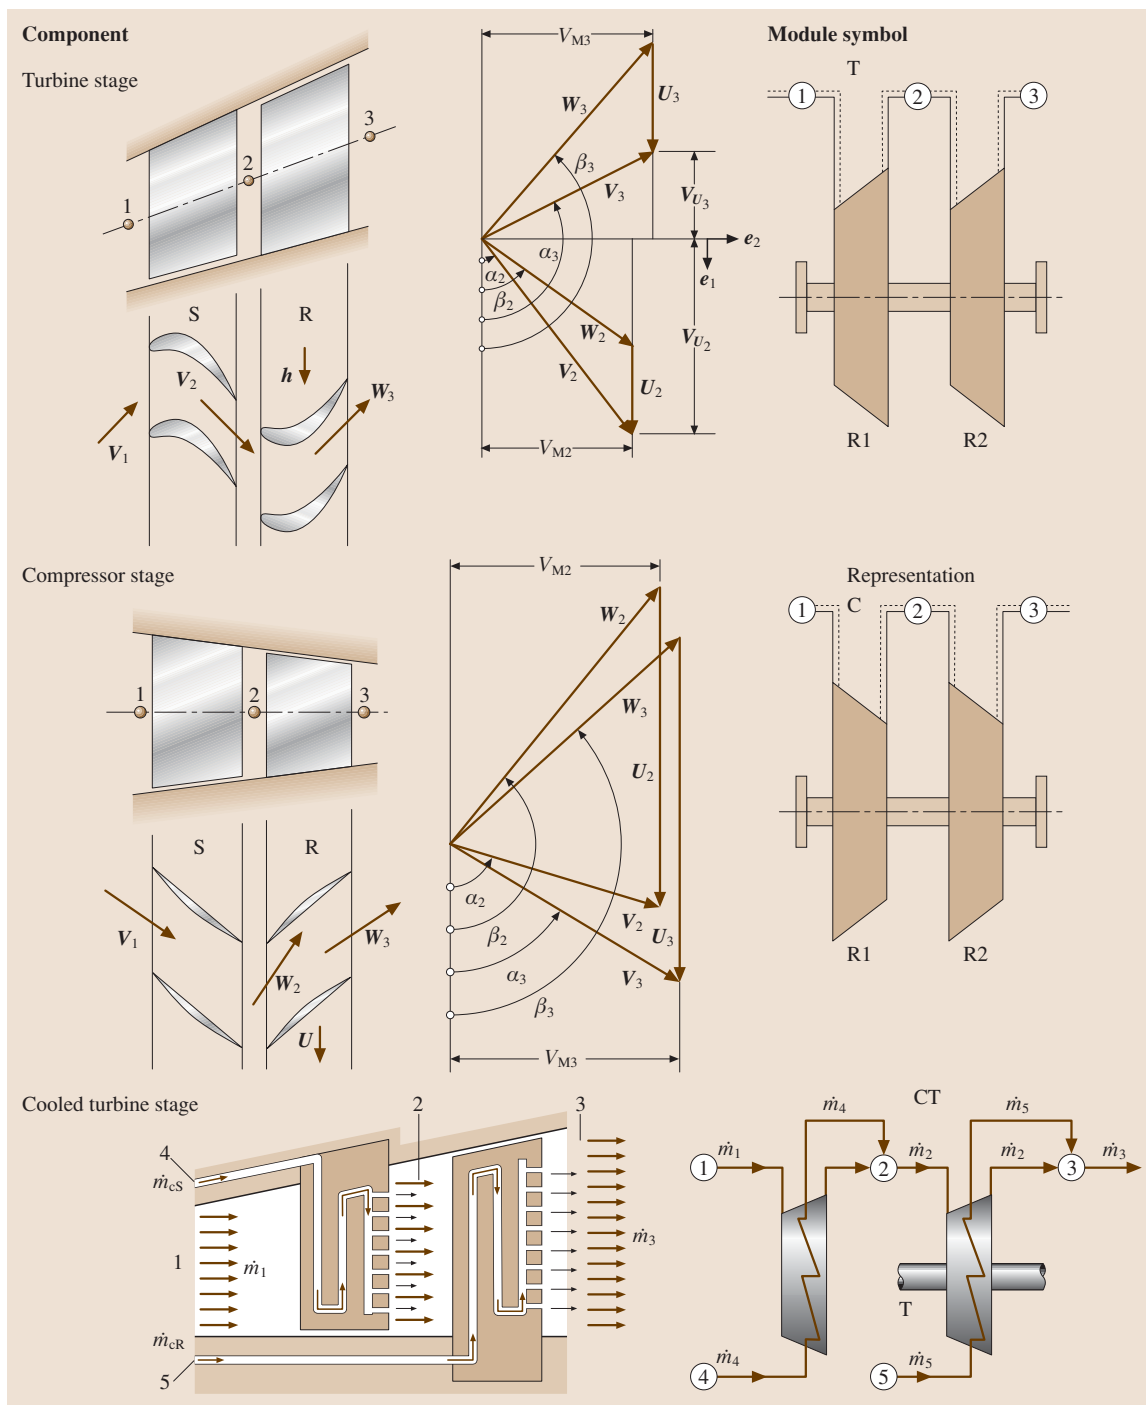 Component
Module symbol
Turbine stage
1
2
3
S
R
V1
V2
h
W3
VM3
W3
U3
β3
V3
VU3
e2
e1
α3
α2
β2
W2
V2
U2
VU2
VM2
T
1
2
3
R1
R2
Compressor stage
Representation
1
2
3
S
R
V1
W2
W3
U
VM2
W2
W3
U2
α2
V2
β2
U3
α3
V3
β3
VM3
C
1
2
3
R1
R2
Cooled turbine stage
CT
4
ṁcS
2
3
1
ṁ1
ṁ3
ṁcR
5
ṁ4
ṁ5
1
ṁ1
2
ṁ2
ṁ2
3
ṁ3
T
4
ṁ4
5
ṁ5